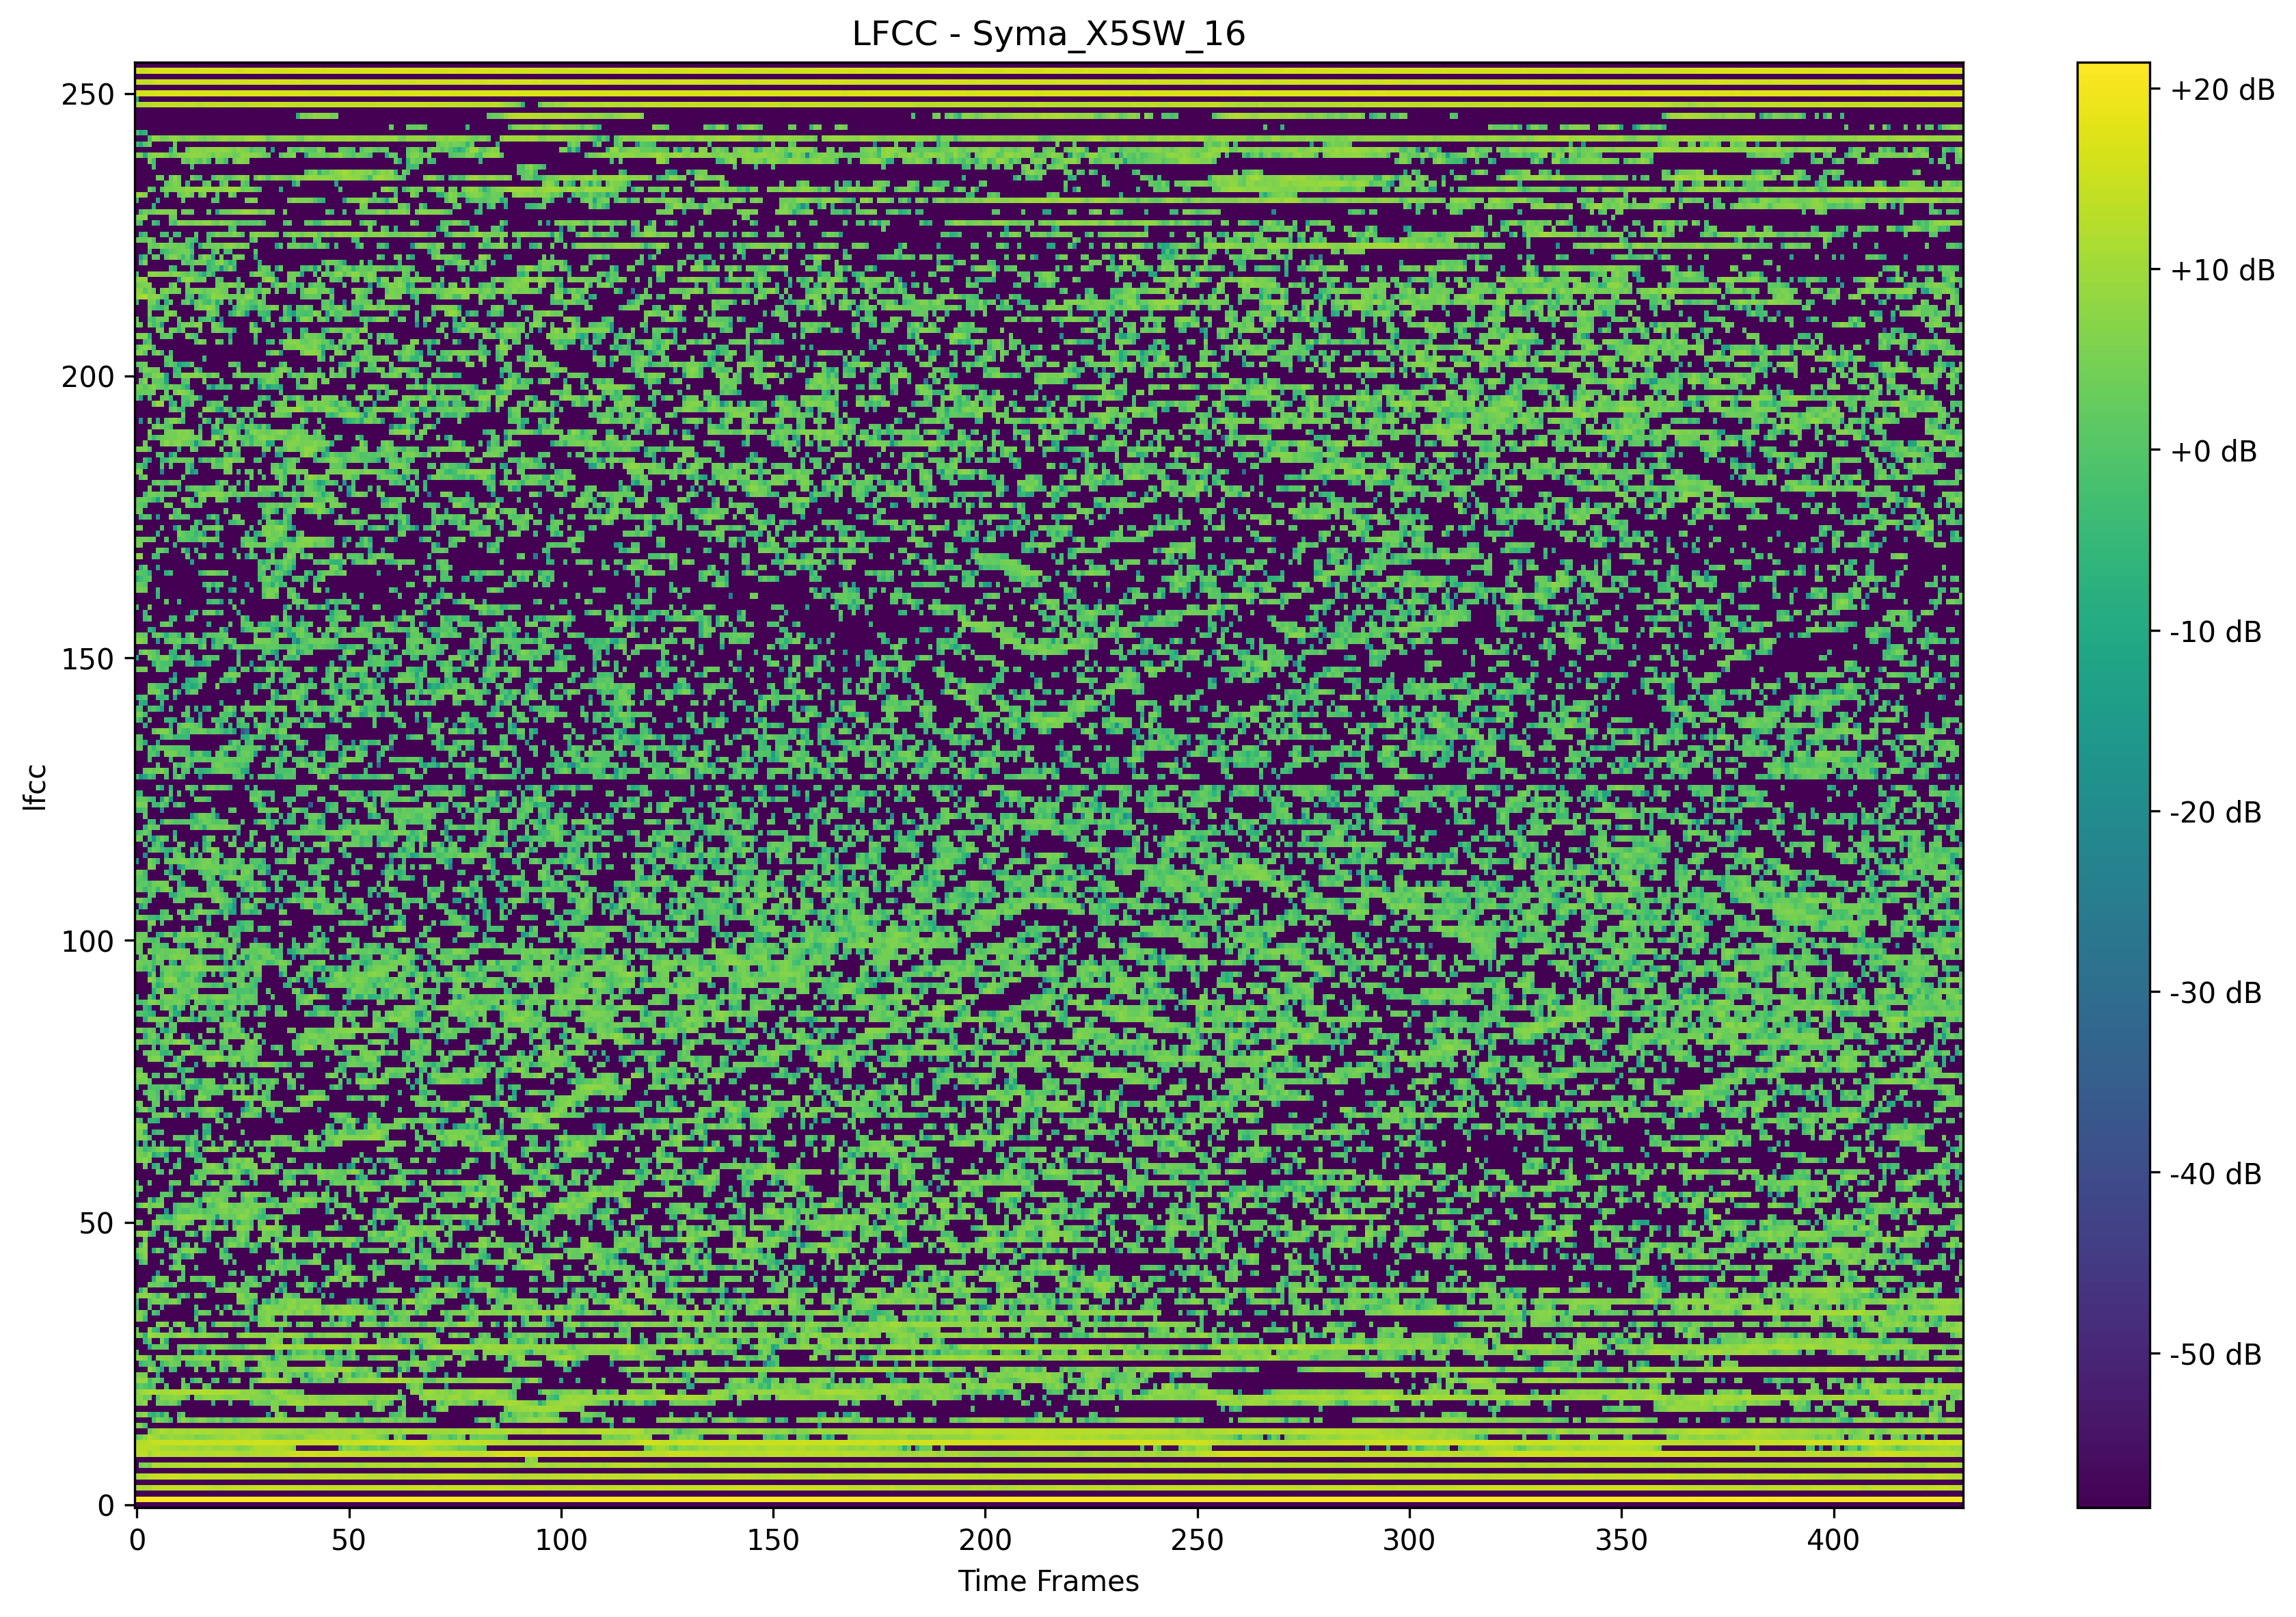 LFCC - Syma_X5SW_16
250
200
150
100
50
0
lfcc
0 50 100 150 200 250 300 350 400
Time Frames
+20 dB
+10 dB
+0 dB
-10 dB
-20 dB
-30 dB
-40 dB
-50 dB